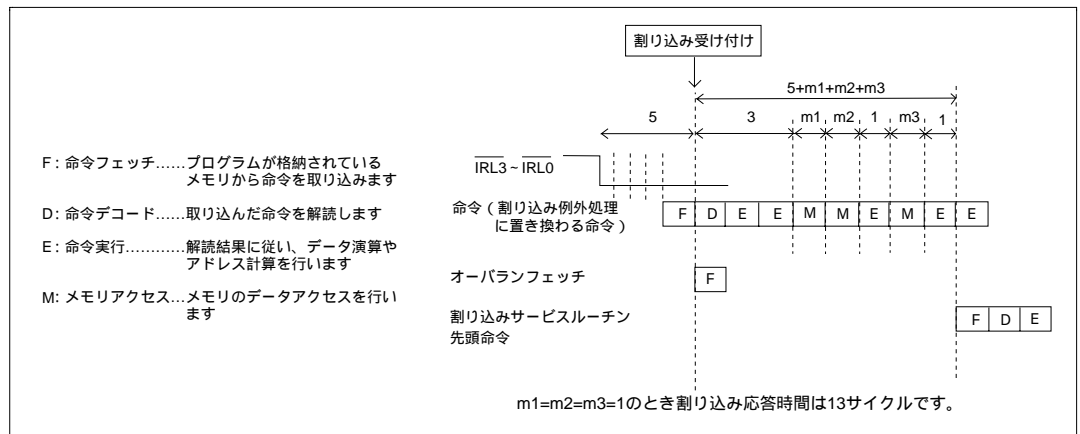 割り込み受け付け
5+m1+m2+m3
5 3 m1 m2 1 m3 1
F : 命令フェッチ……プログラムが格納されている
メモリから命令を取り込みます
D : 命令デコード……取り込んだ命令を解読します
E : 命令実行…………解読結果に従い、データ演算や
アドレス計算を行います
M: メモリアクセス…メモリのデータアクセスを行い
ます
IRL3 ~ IRL0
命令(割り込み例外処理
に置き換わる命令)
F D E E M M E M E E
オーバランフェッチ
F
割り込みサービスルーチン
先頭命令
F D E
m1=m2=m3=1のとき割り込み応答時間は13サイクルです。